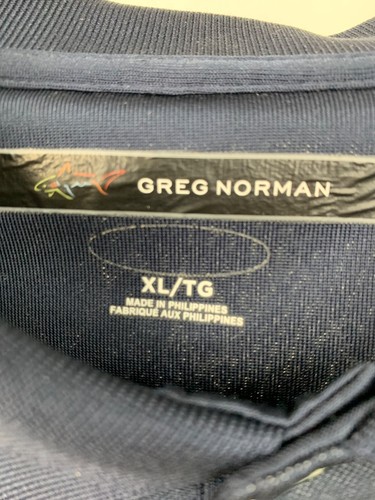 GREG NORMAN
XL/TG
MADE IN PHILIPPINES
FABRIQUE AUX PHILIPPINES